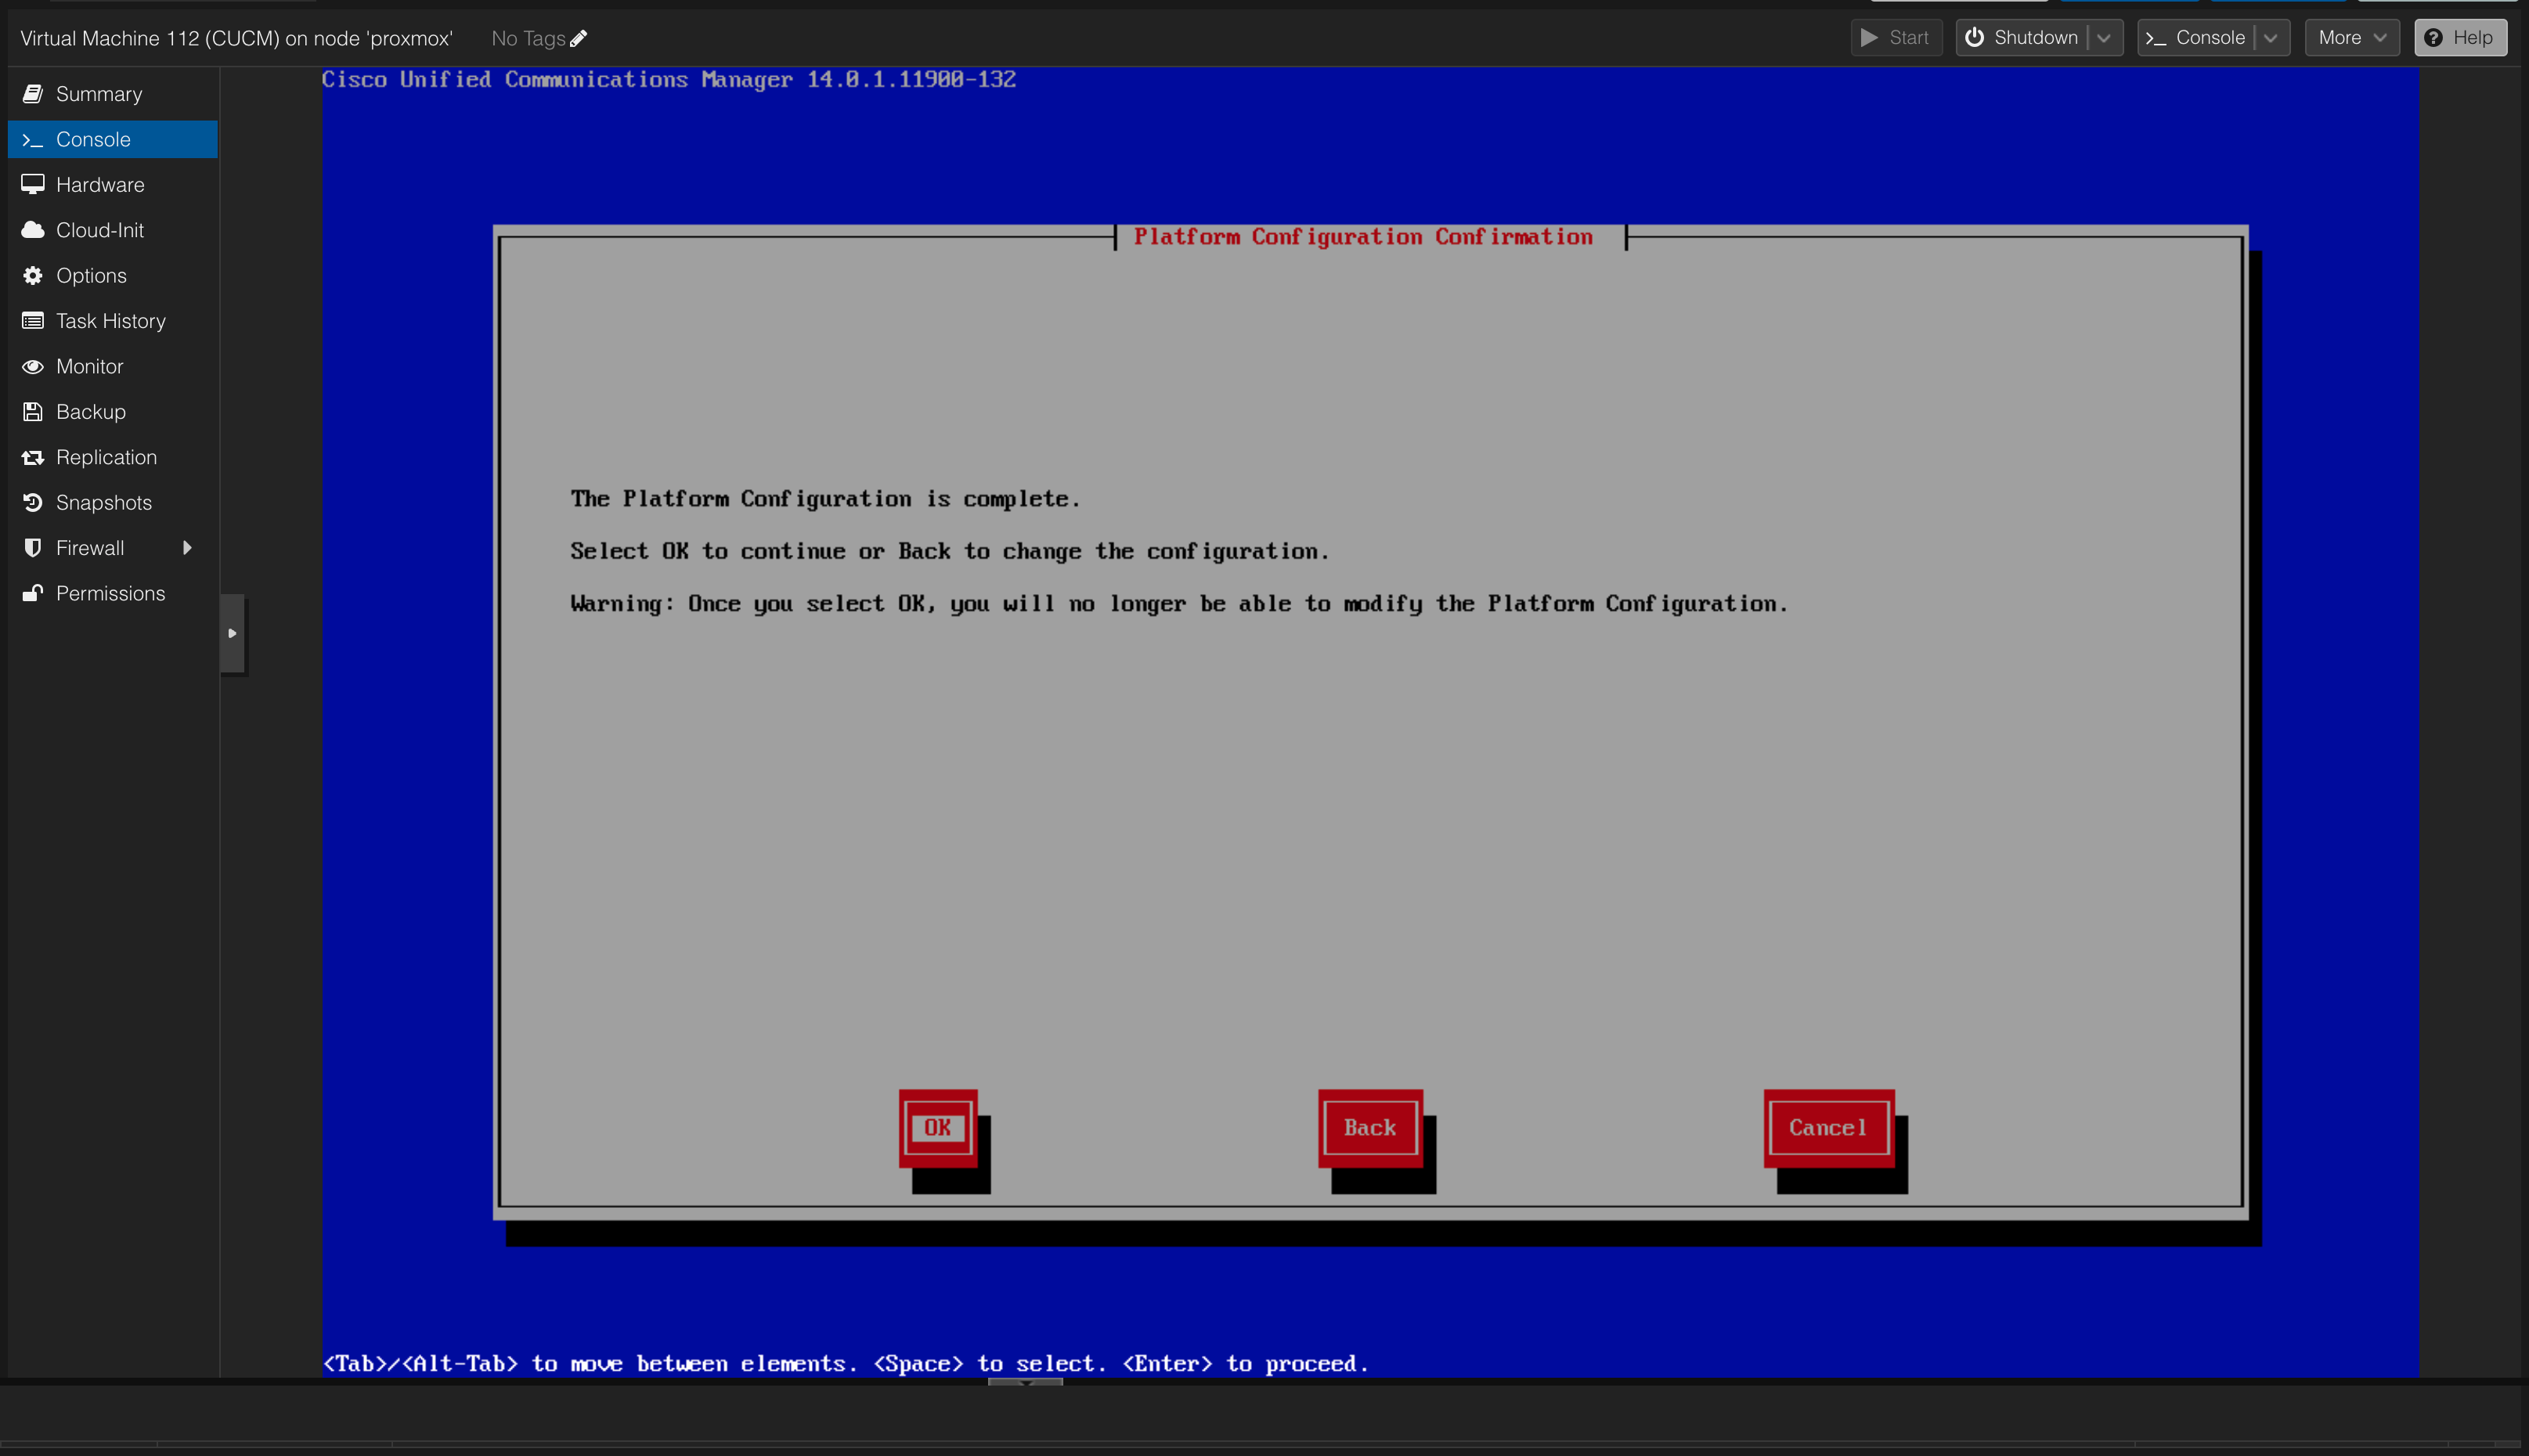 Virtual Machine 112 (CUCM) on node 'proxmox' No Tags Start Shutdown Console More Help
Summary
Console
Hardware
Cloud-Init
Options
Task History
Monitor
Backup
Replication
Snapshots
Firewall
Permissions
Cisco Unified Communications Manager 14.0.1.11900-132
Platform Configuration Confirmation
The Platform Configuration is complete.
Select OK to continue or Back to change the configuration.
Warning: Once you select OK, you will no longer be able to modify the Platform Configuration.
OK Back Cancel
<Tab>/<Alt-Tab> to move between elements. <Space> to select. <Enter> to proceed.